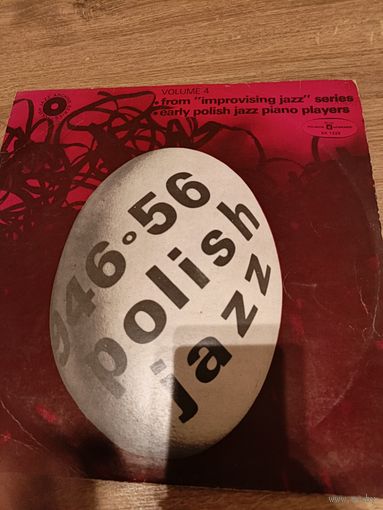 VOLUME 4
• from "improvising jazz" series
• early polish jazz piano players
946•56
polish
jazz